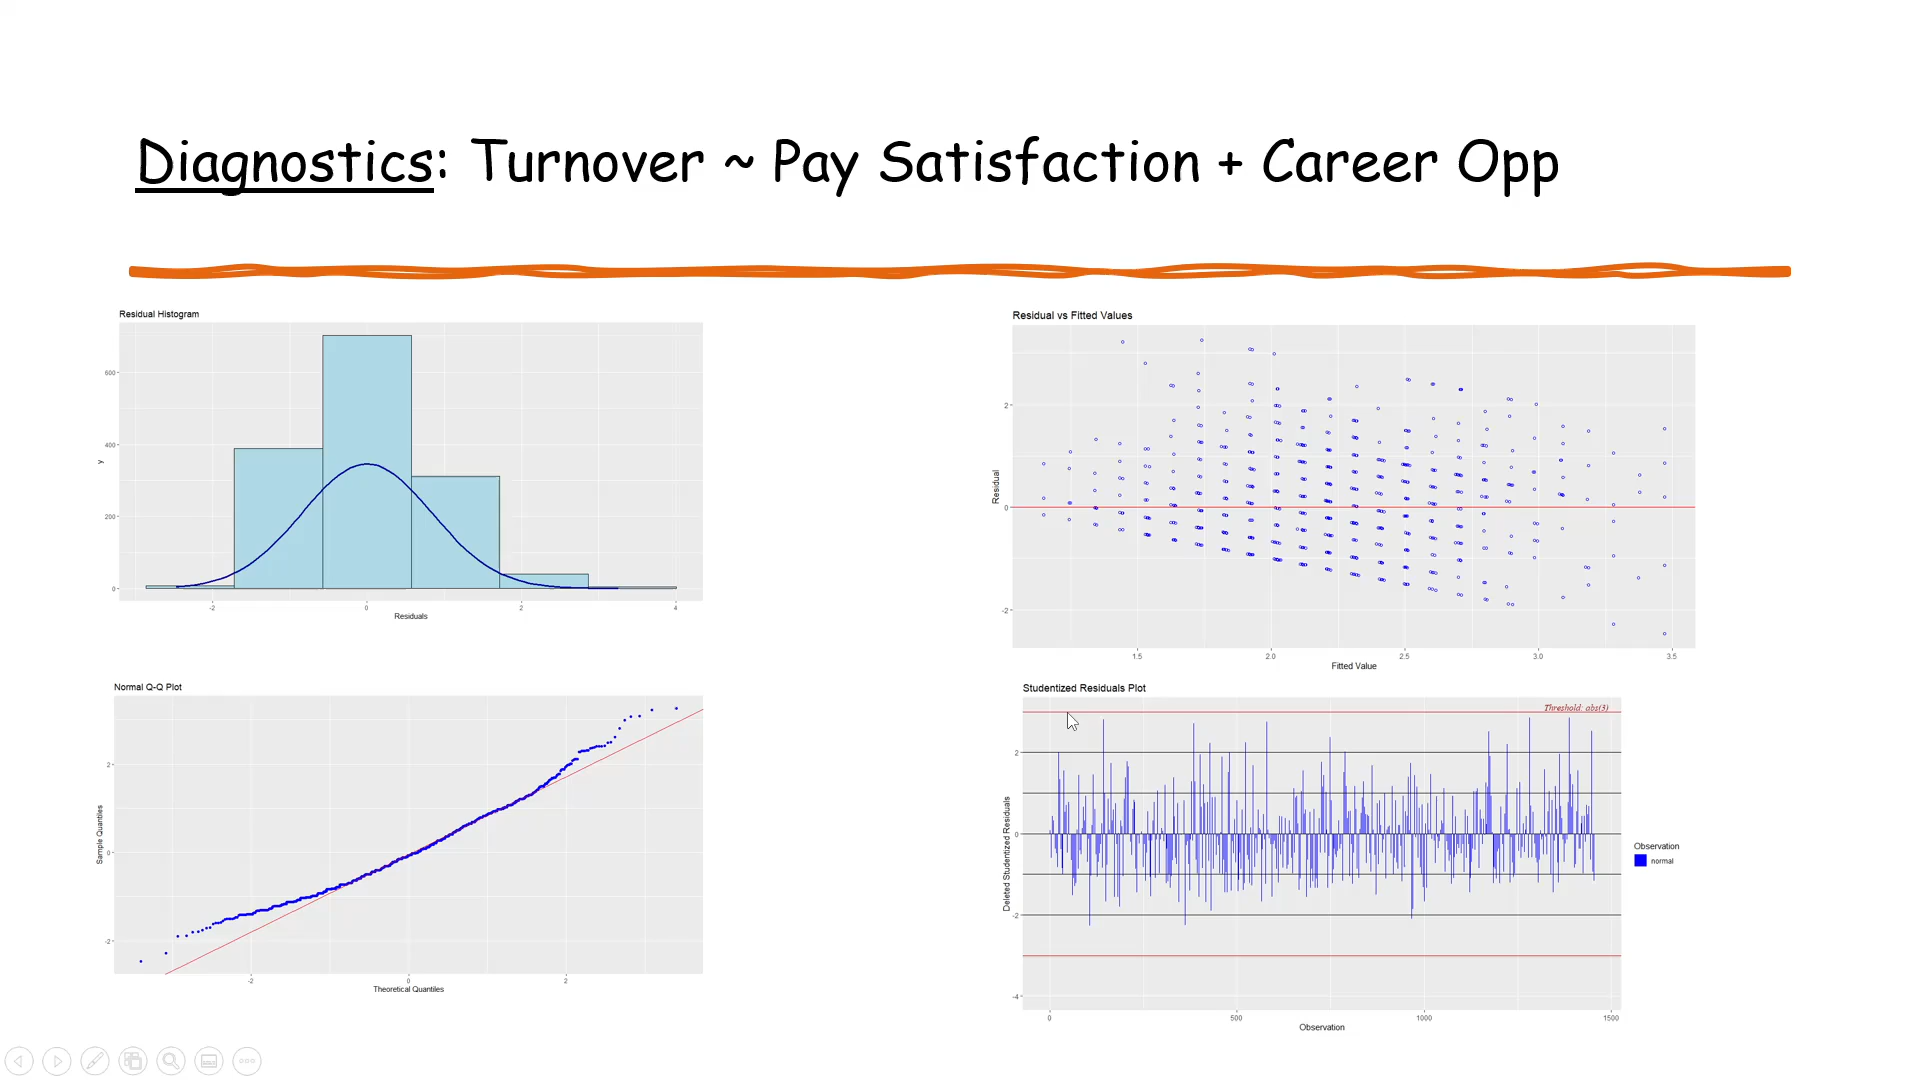 Diagnostics: Turnover ~ Pay Satisfaction + Career Opp
Residual Histogram
600
400
y
200
0
-2
0
2
4
Residuals
Residual vs Fitted Values
2
Residual
0
-2
1.5
2.0
2.5
3.0
3.5
Fitted Value
Normal Q-Q Plot
2
Sample Quantiles
0
-2
-2
0
2
Theoretical Quantiles
Studentized Residuals Plot
Threshold: abs(3)
2
Deleted Studentized Residuals
0
-2
-4
0
500
1000
1500
Observation
Observation
normal